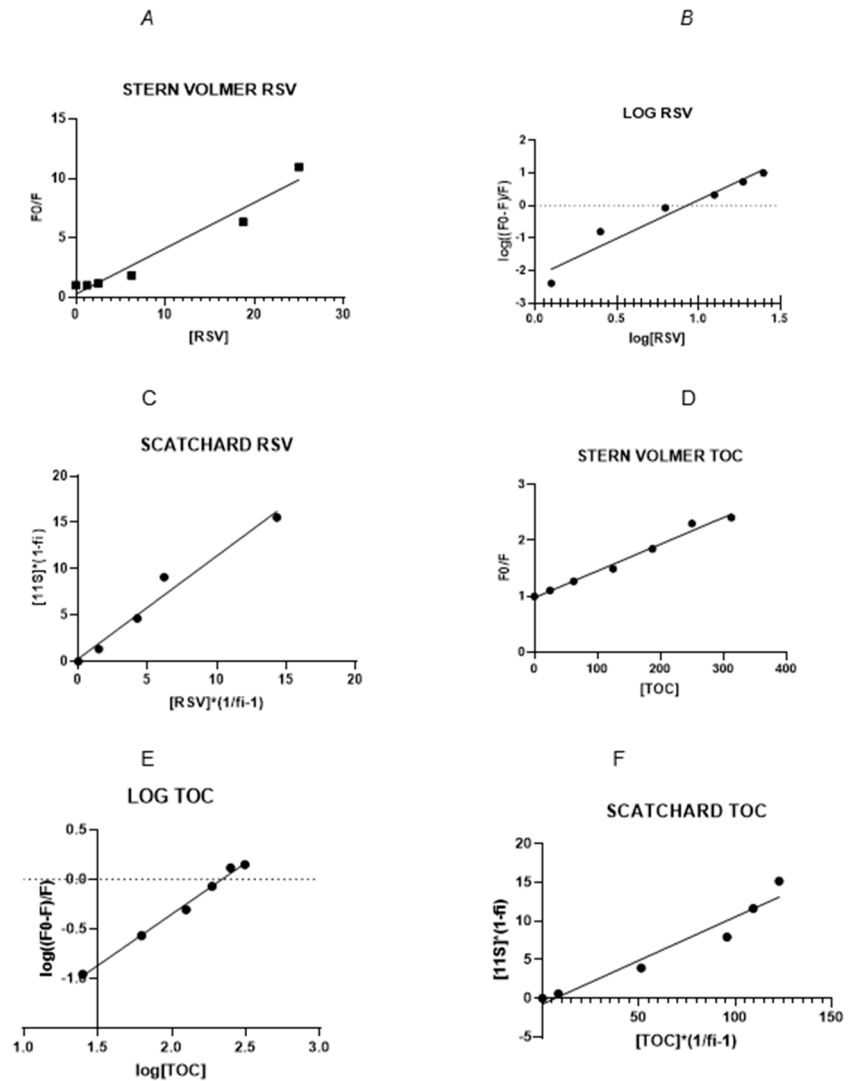 A
B
STERN VOLMER RSV
15
10
5
0
F0/F
0
10
20
30
[RSV]
LOG RSV
2
1
0
-1
-2
-3
log((F0-F)/F)
0.0
0.5
1.0
1.5
log[RSV]
C
D
SCATCHARD RSV
20
15
10
5
0
[11S]*(1-fi)
0
5
10
15
20
[RSV]*(1/fi-1)
STERN VOLMER TOC
3
2
1
0
F0/F
0
100
200
300
400
[TOC]
E
F
LOG TOC
0.5
0.0
-0.5
-1.0
log((F0-F)/F)
1.0
1.5
2.0
2.5
3.0
log[TOC]
SCATCHARD TOC
20
15
10
5
0
-5
[11S]*(1-fi)
50
100
150
[TOC]*(1/fi-1)